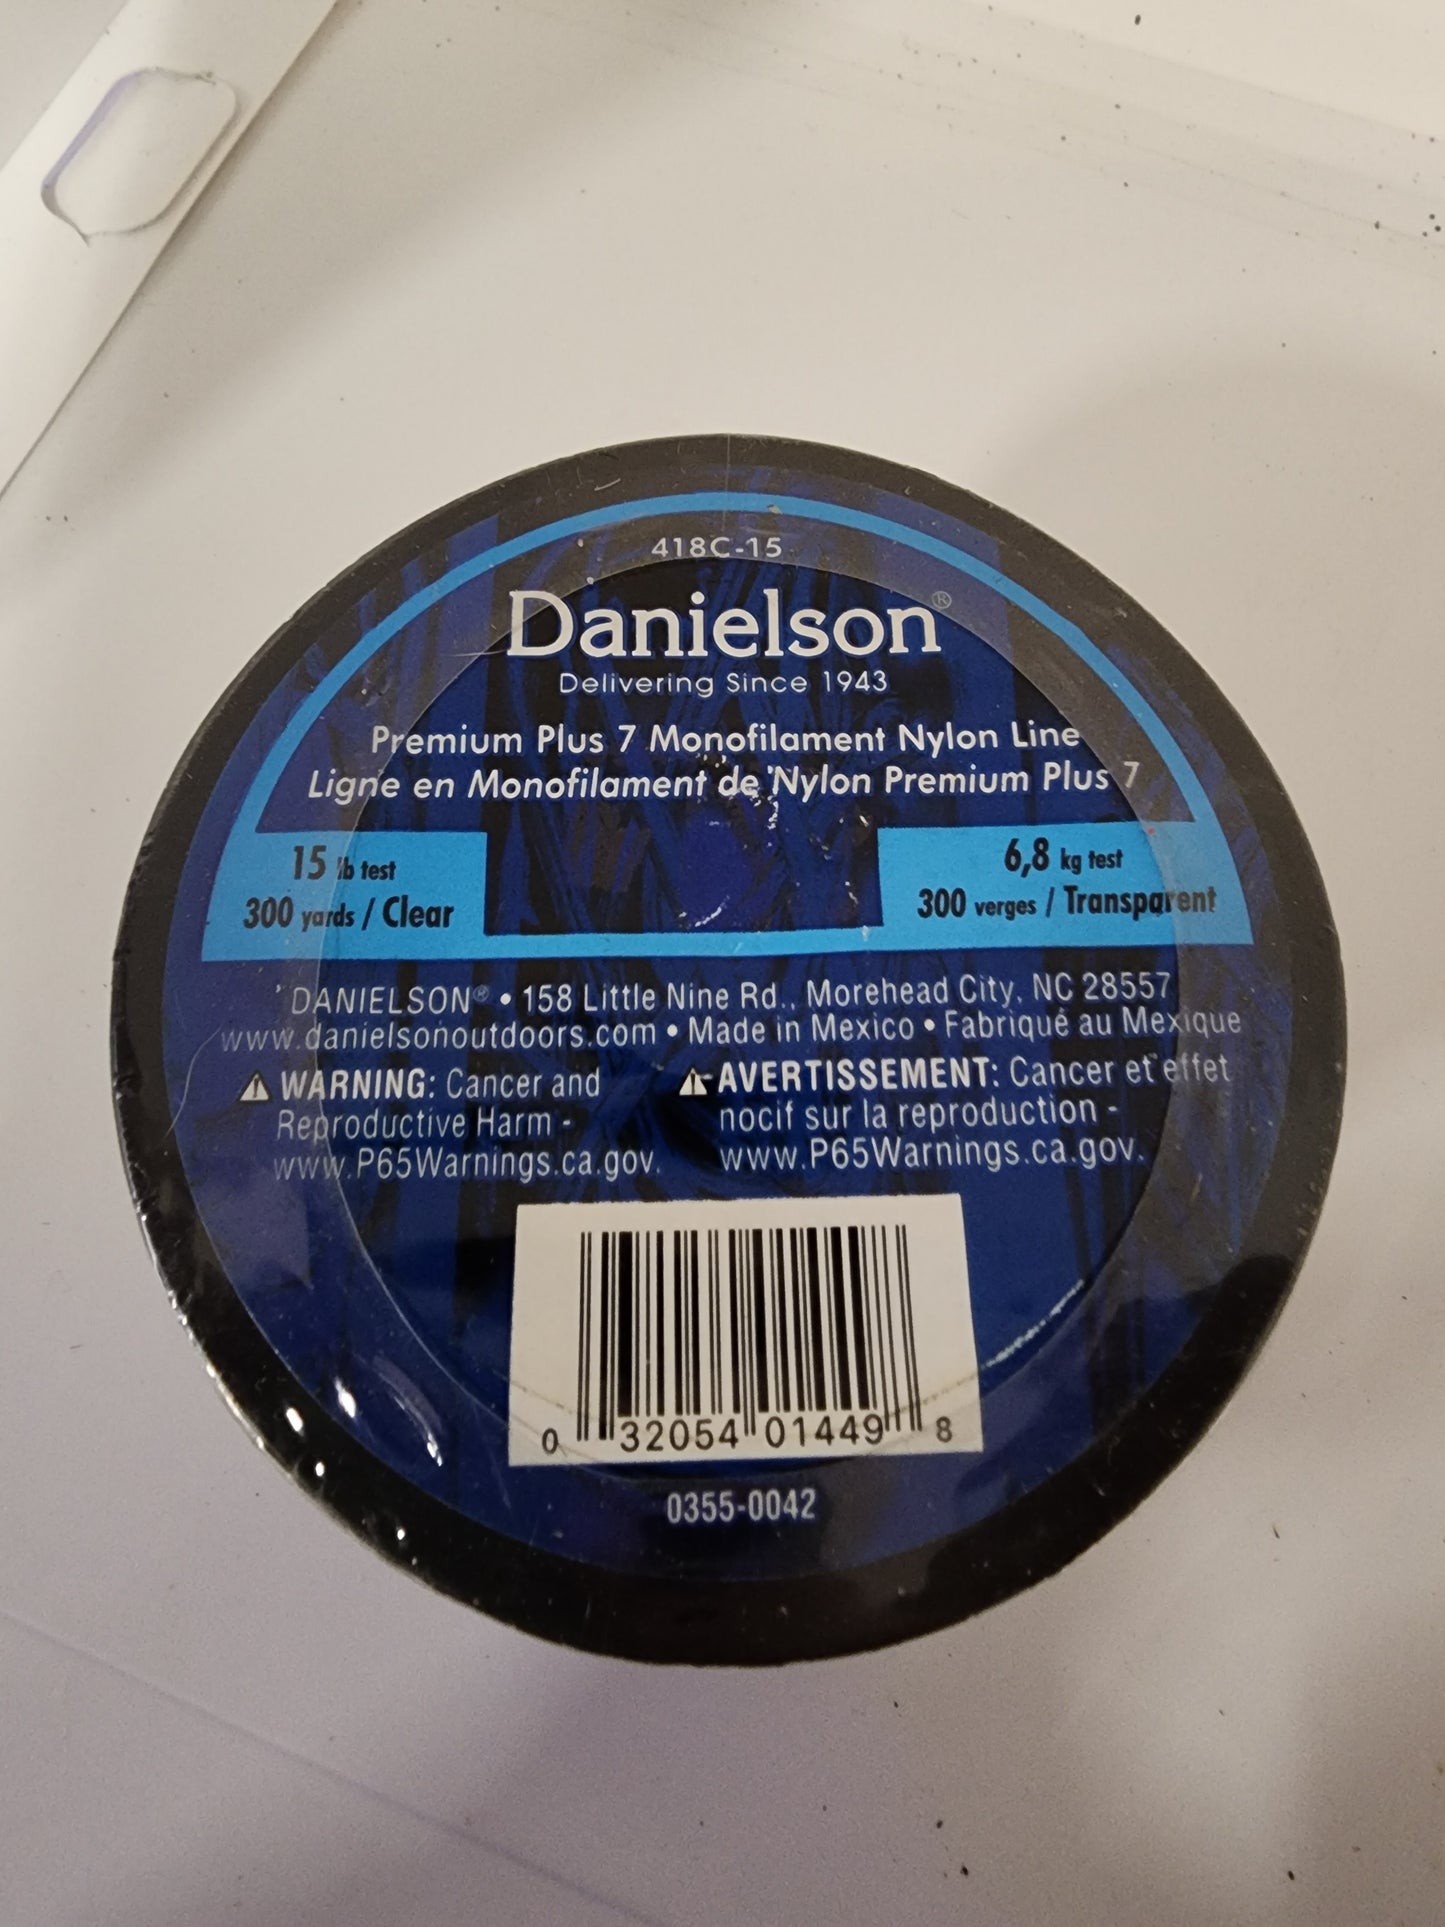 418C-15
Danielson®
Delivering Since 1943
Premium Plus 7 Monofilament Nylon Line
Ligne en Monofilament de Nylon Premium Plus 7
15 lb test
300 yards / Clear
6,8 kg test
300 verges / Transparent
DANIELSON® • 158 Little Nine Rd., Morehead City, NC 28557
www.danielsonoutdoors.com • Made in Mexico • Fabriqué au Mexique
WARNING: Cancer and
Reproductive Harm -
www.P65Warnings.ca.gov.
AVERTISSEMENT: Cancer et effet
nocif sur la reproduction -
www.P65Warnings.ca.gov.
0 32054 01449 8
0355-0042